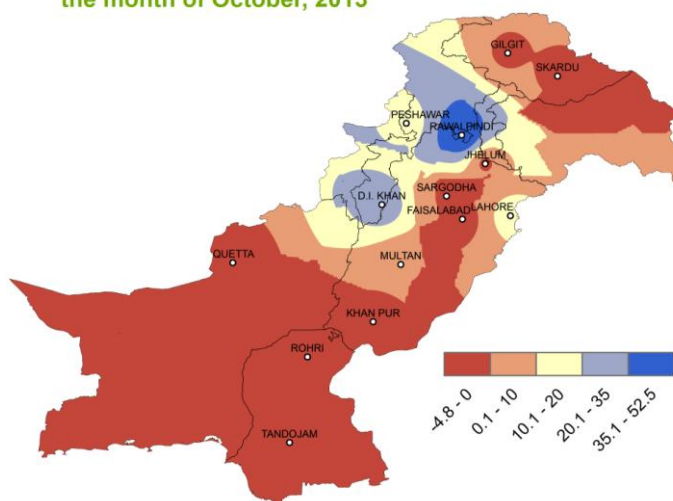 the month of October, 2013
GILGIT
SKARDU
PESHAWAR
RAWALPINDI
JHELUM
SARGODHA
D.I. KHAN
FAISALABAD
LAHORE
QUETTA
MULTAN
KHAN PUR
ROHRI
TANDOJAM
-4.8 - 0
0.1 - 10
10.1 - 20
20.1 - 35
35.1 - 52.5